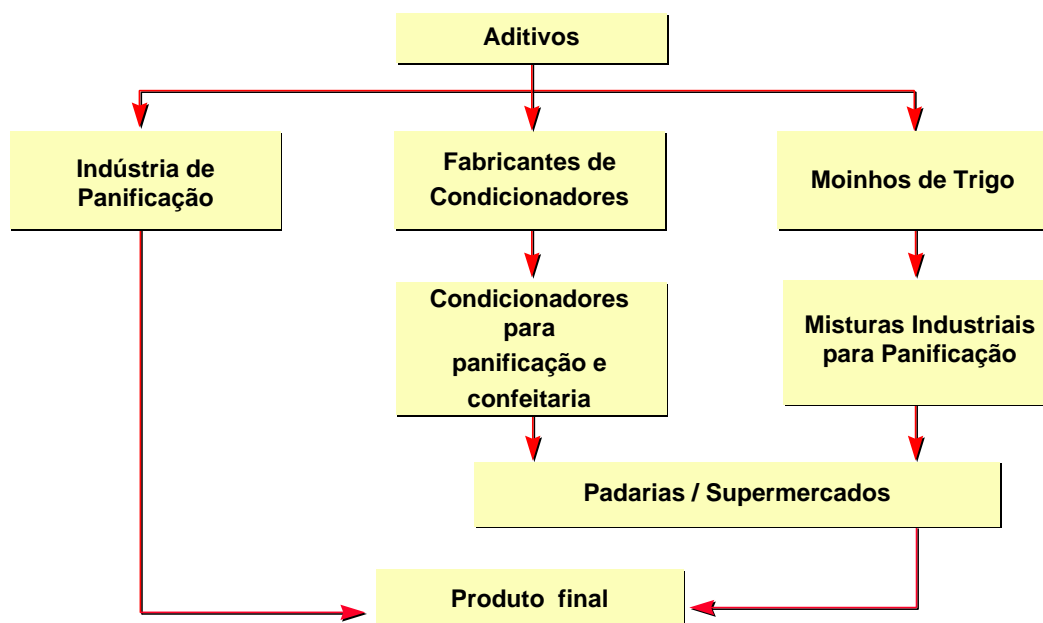 Aditivos
Indústria de
Panificação
Fabricantes de
Condicionadores
Moinhos de Trigo
Condicionadores
para
panificação e
confeitaria
Misturas Industriais
para Panificação
Padarias / Supermercados
Produto final